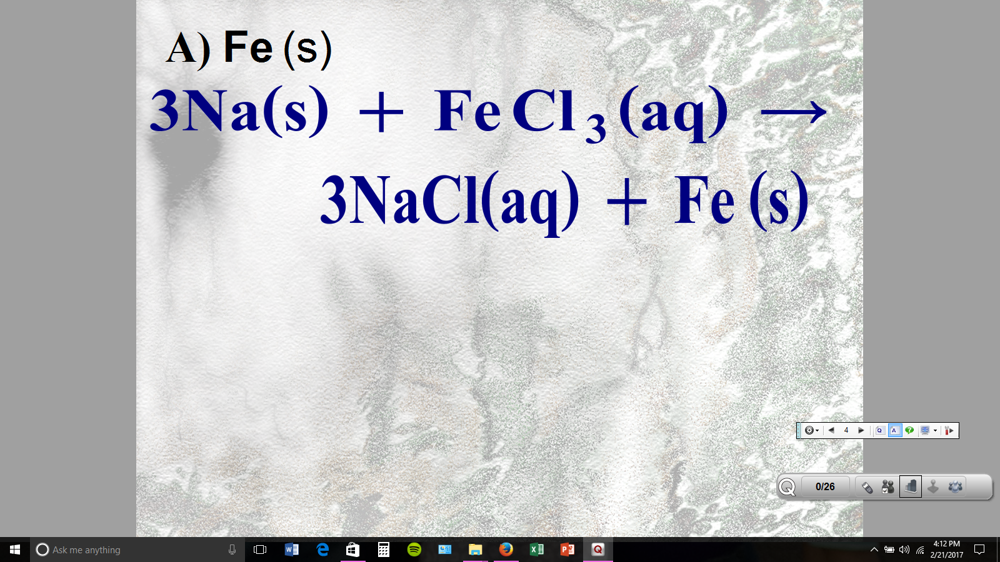 A) Fe (s)
3Na(s) + FeCl₃(aq) →
3NaCl(aq) + Fe (s)
4
Q A ?
Q 0/26
Ask me anything
4:12 PM
2/21/2017